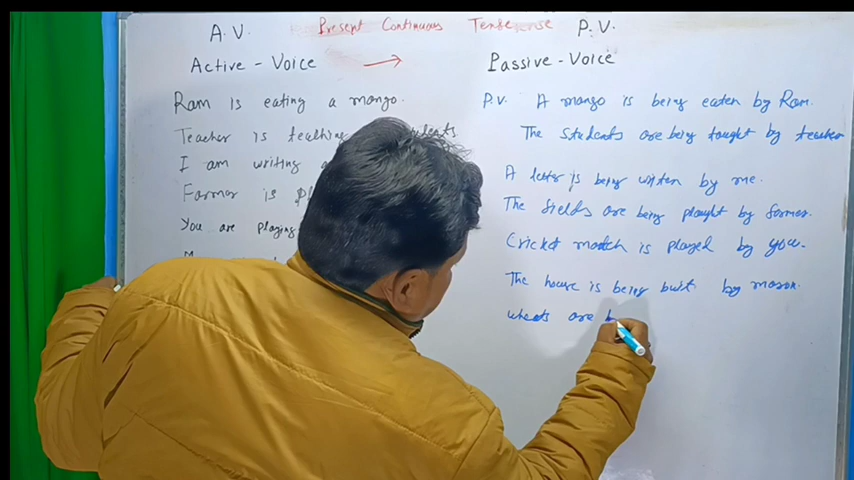 A.V. Present Continuous Tense P.V.
Active - Voice → Passive - Voice
Ram is eating a mango.
Teacher is teaching
I am writing
Farmer is
You are playing
P.V. A mango is being eaten by Ram.
The students are being taught by teacher
A letter is being written by me.
The fields are being plought by farmer.
Cricket match is played by you.
The house is being built by mason.
wheats are b